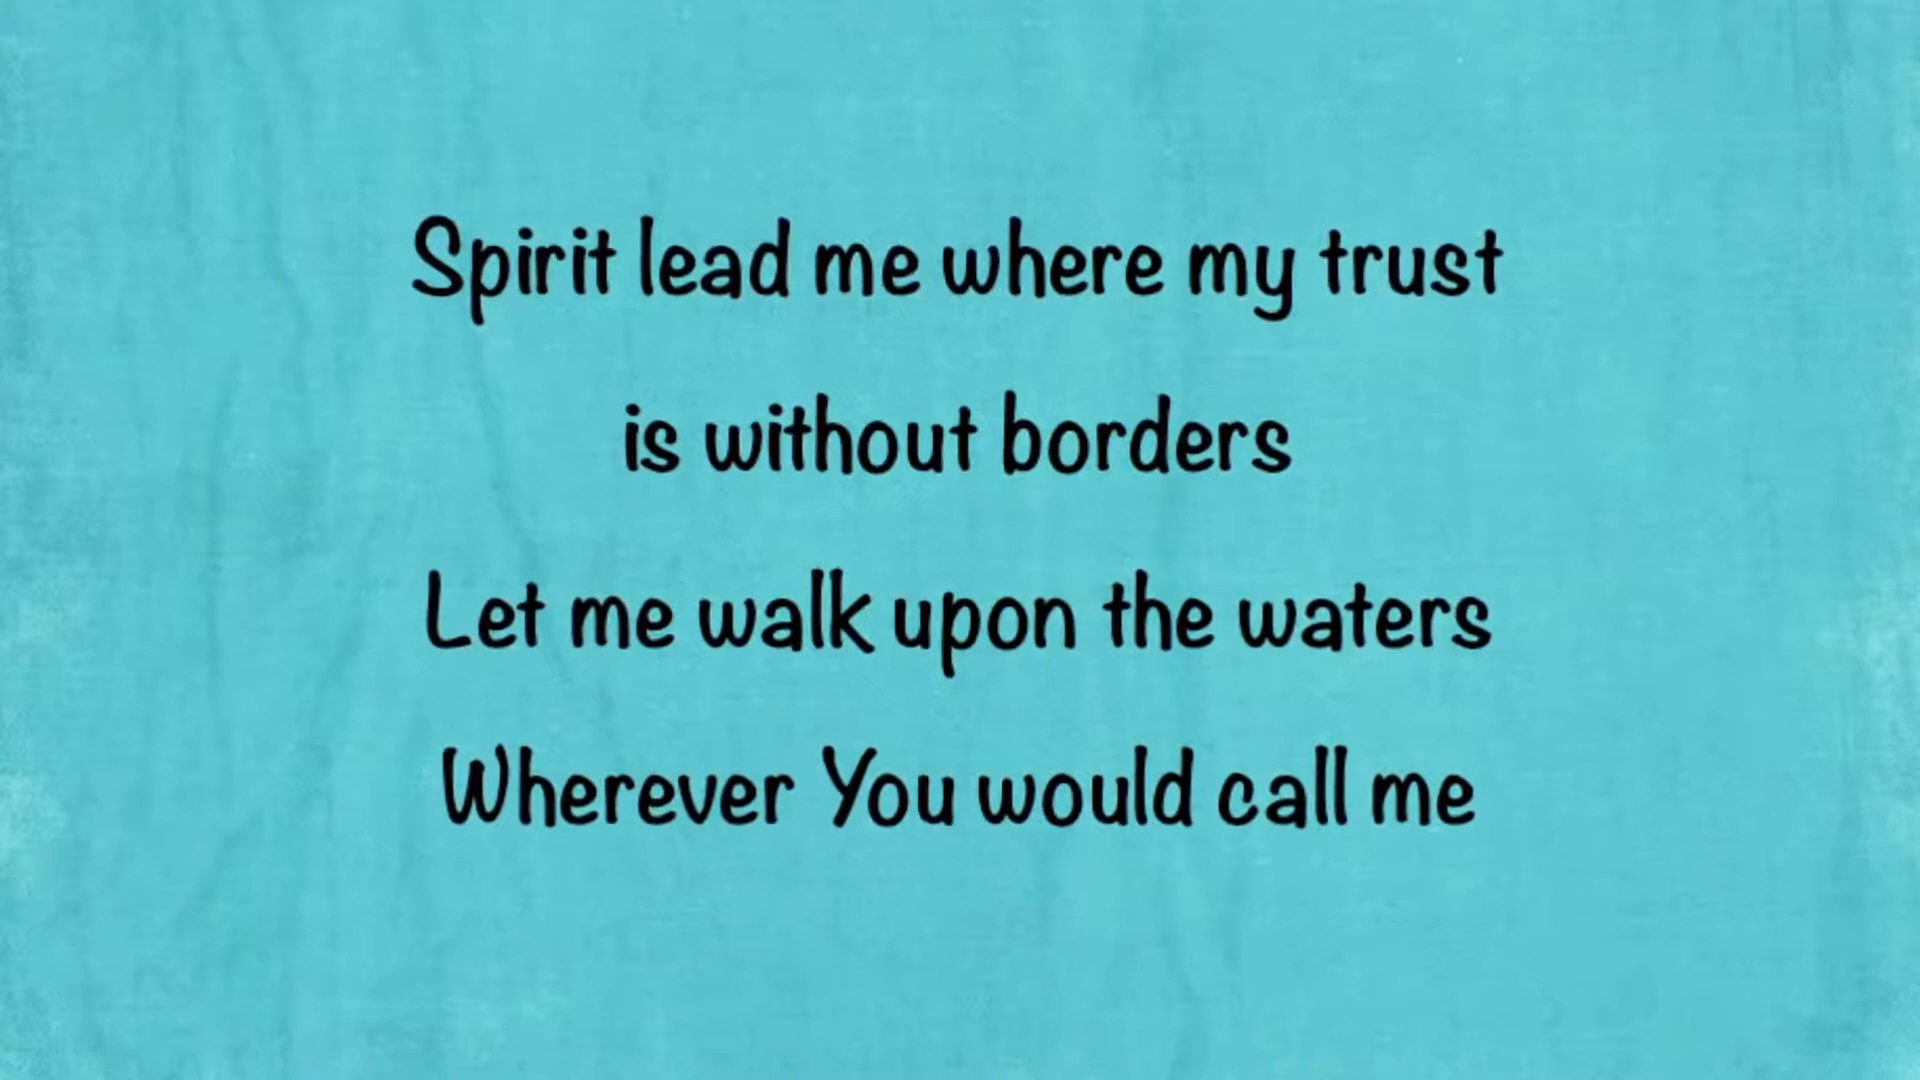 Spirit lead me where my trust
is without borders
Let me walk upon the waters
Wherever You would call me